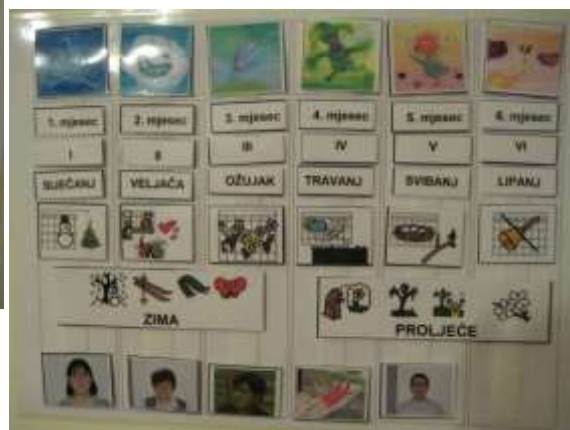 1. mjesec 2. mjesec 3. mjesec 4. mjesec 5. mjesec 6. mjesec
I II III IV V VI
SIJEČANJ VELJAČA OŽUJAK TRAVANJ SVIBANJ LIPANJ
ZIMA PROLJEĆE